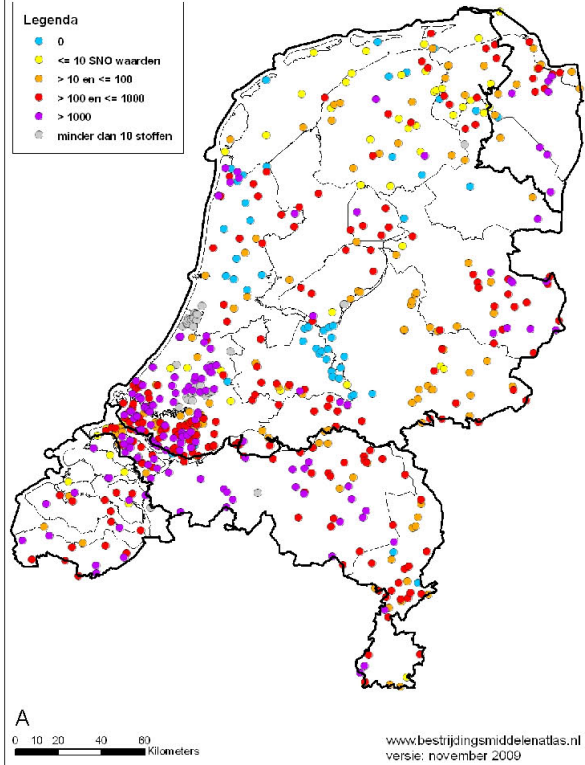 Legenda
0
<= 10 SNO waarden
> 10 en <= 100
> 100 en <= 1000
> 1000
minder dan 10 stoffen
A
0 10 20 40 60
Kilometers
www.bestrijdingsmiddelenatlas.nl
versie: november 2009